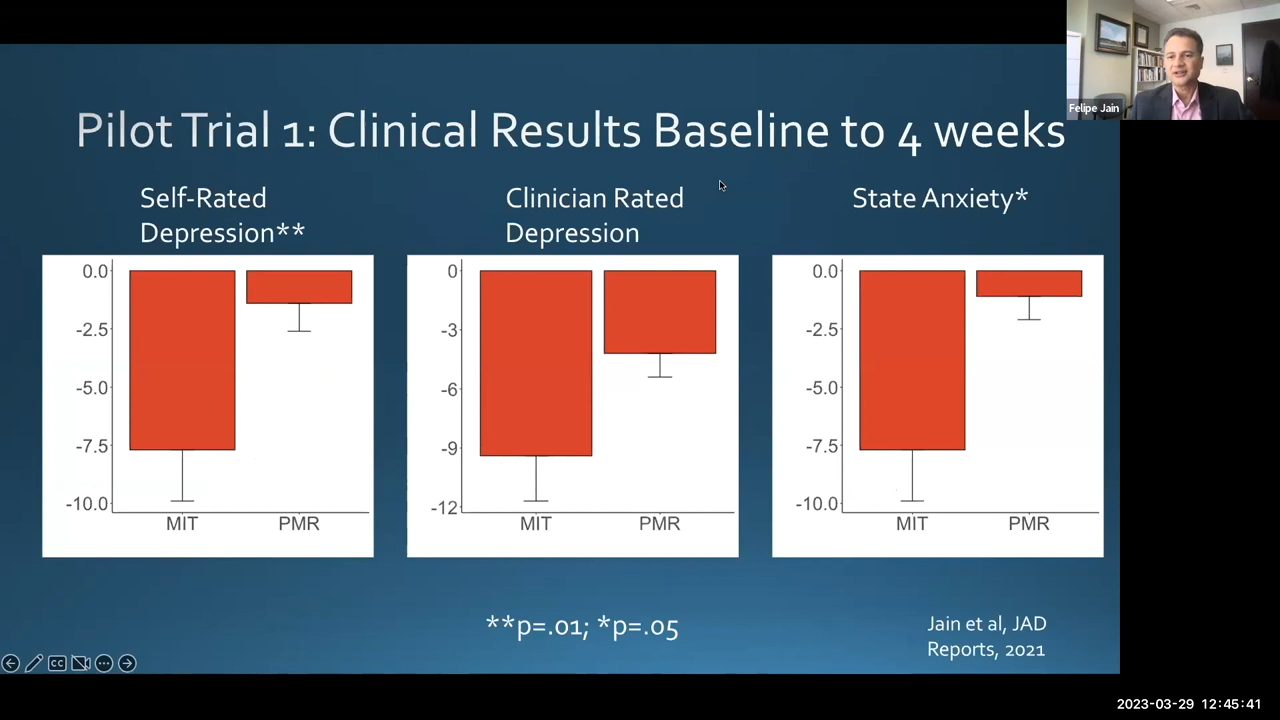 Felipe Jain
Pilot Trial 1: Clinical Results Baseline to 4 weeks
Self-Rated
Depression**
0.0
-2.5
-5.0
-7.5
-10.0
MIT PMR
Clinician Rated
Depression
0
-3
-6
-9
-12
MIT PMR
State Anxiety*
0.0
-2.5
-5.0
-7.5
-10.0
MIT PMR
**p=.01; *p=.05
Jain et al, JAD
Reports, 2021
CC
2023-03-29 12:45:41